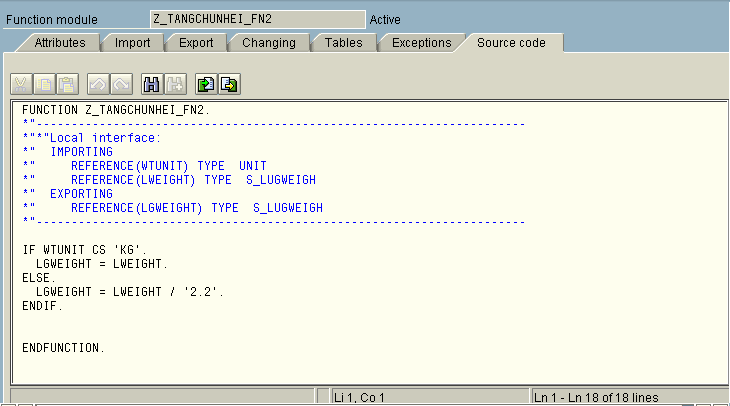 Function module Z_TANGCHUNHEI_FN2 Active
Attributes Import Export Changing Tables Exceptions Source code
FUNCTION Z_TANGCHUNHEI_FN2.
*"----------------------------------------------------------------------
*"*"Local interface:
*"  IMPORTING
*"     REFERENCE(WTUNIT) TYPE  UNIT
*"     REFERENCE(LWEIGHT) TYPE  S_LUGWEIGH
*"  EXPORTING
*"     REFERENCE(LGWEIGHT) TYPE  S_LUGWEIGH
*"----------------------------------------------------------------------
IF WTUNIT CS 'KG'.
  LGWEIGHT = LWEIGHT.
ELSE.
  LGWEIGHT = LWEIGHT / '2.2'.
ENDIF.
ENDFUNCTION.
Li 1, Co 1 Ln 1 - Ln 18 of 18 lines